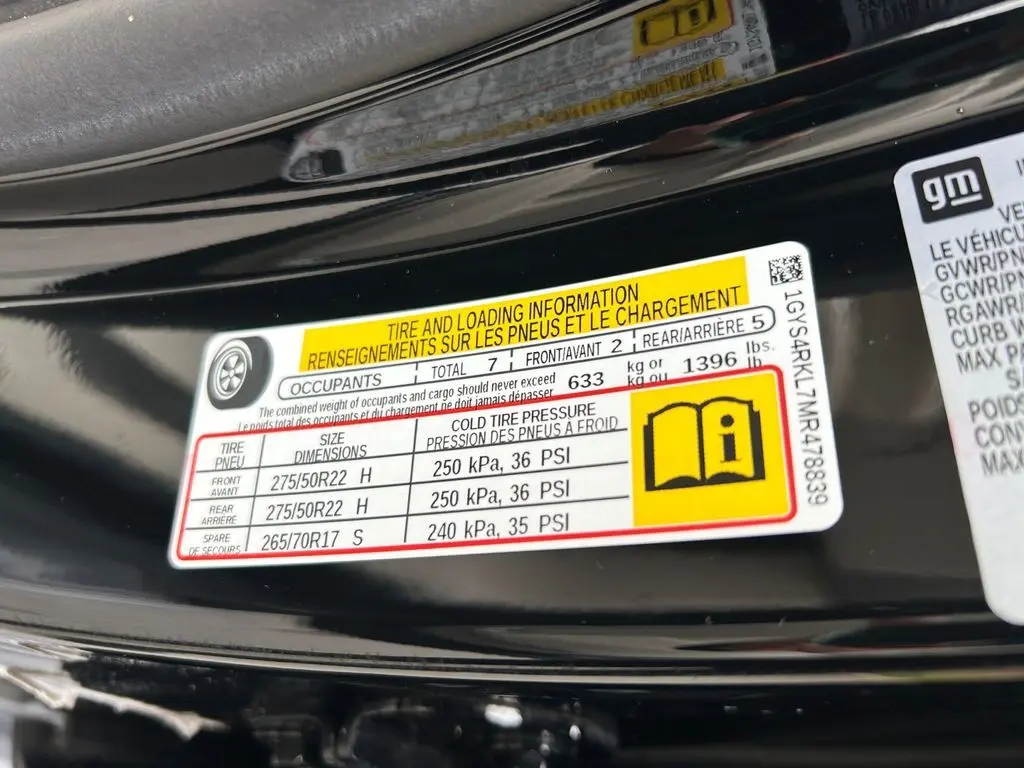 TIRE AND LOADING INFORMATION
RENSEIGNEMENTS SUR LES PNEUS ET LE CHARGEMENT
OCCUPANTS TOTAL 7 FRONT/AVANT 2 REAR/ARRIÈRE 5
The combined weight of occupants and cargo should never exceed 633 kg or 1396 lbs.
Le poids total des occupants et du chargement ne doit jamais dépasser kg ou lb.
TIRE SIZE COLD TIRE PRESSURE
PNEU DIMENSIONS PRESSION DES PNEUS À FROID
FRONT
AVANT 275/50R22 H 250 kPa, 36 PSI
REAR
ARRIÈRE 275/50R22 H 250 kPa, 36 PSI
SPARE
DE SECOURS 265/70R17 S 240 kPa, 35 PSI
i
1GYS4RKL7MR478839
gm
VE
LE VÉHICU
GVWR/PN
GCWR/PN
RGAWR/
CURB W
MAX PA
POIDS
CONV
MAX